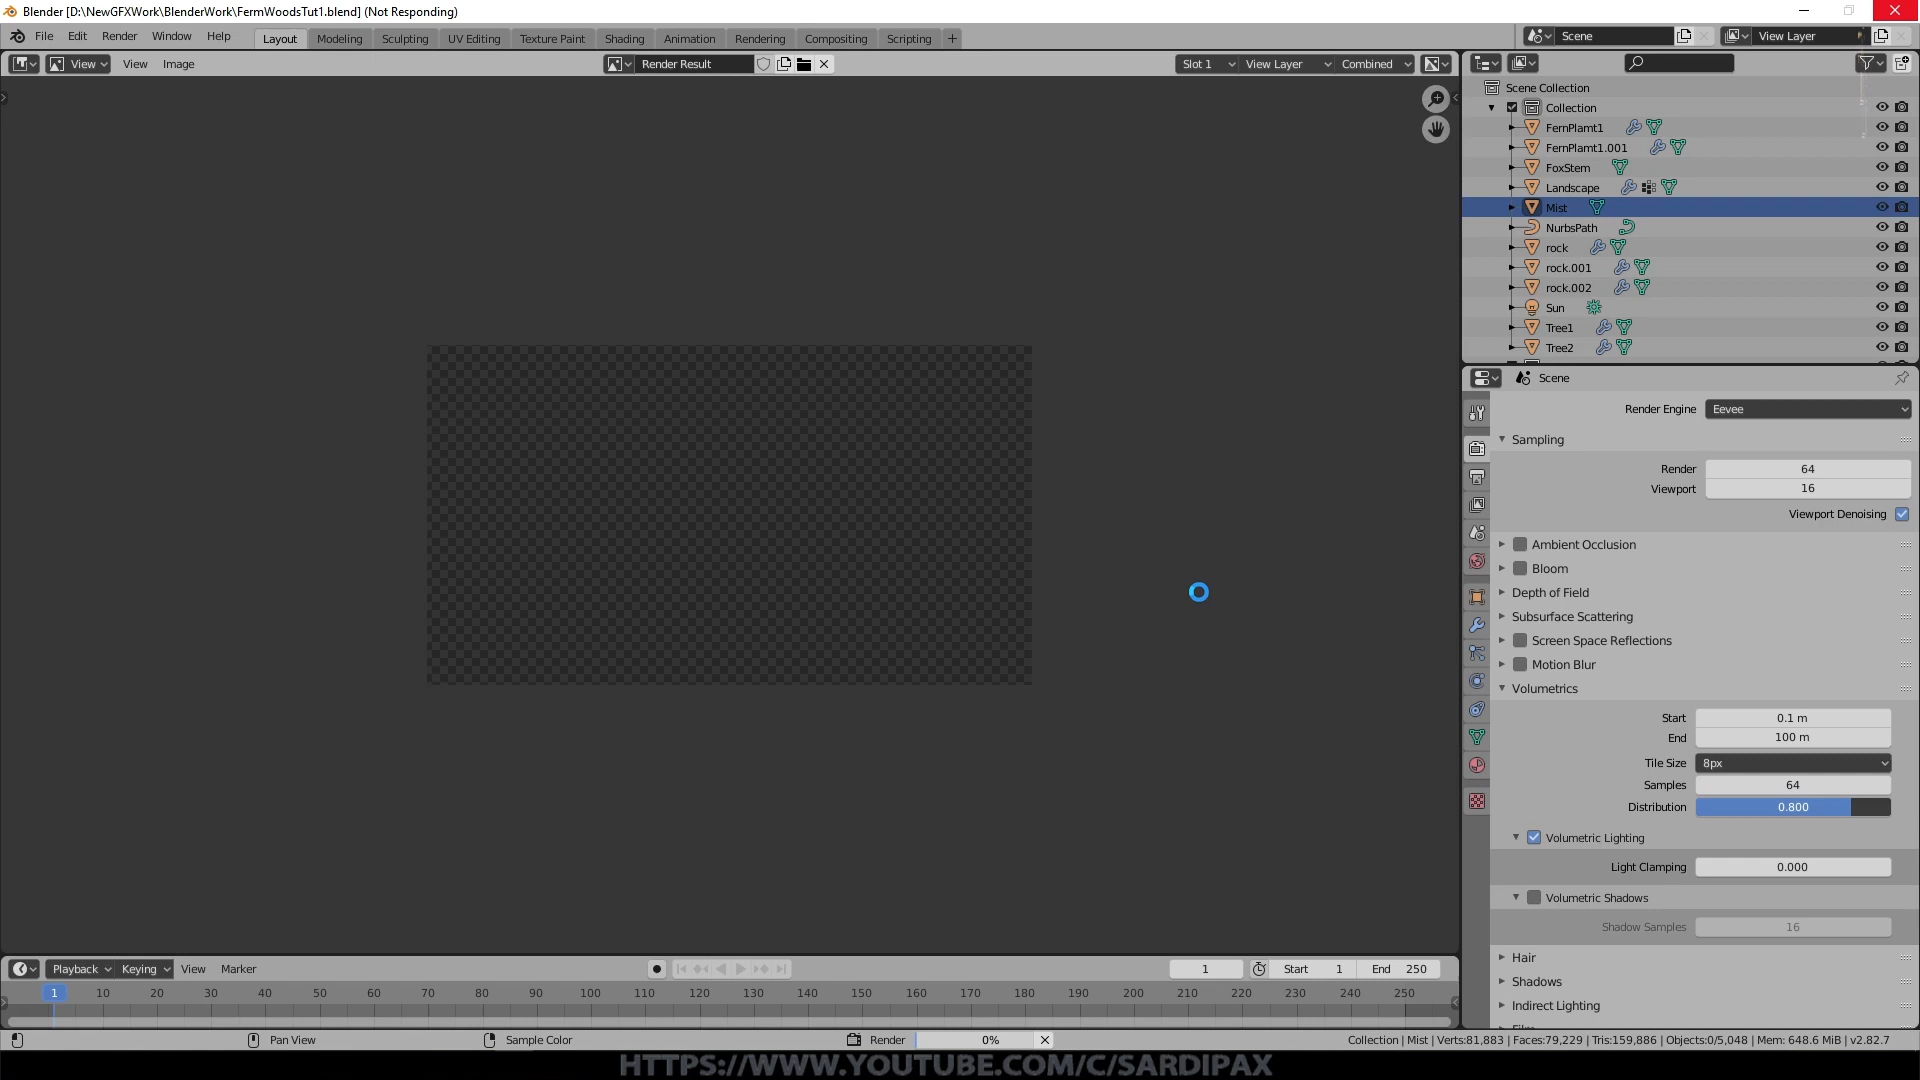 Blender [D:\NewGFXWork\BlenderWork\FermWoodsTut1.blend] (Not Responding)
File Edit Render Window Help Layout Modeling Sculpting UV Editing Texture Paint Shading Animation Rendering Compositing Scripting Scene View Layer
View View Image Render Result Slot 1 View Layer Combined
Scene Collection
Collection
FernPlamt1
FernPlamt1.001
FoxStem
Landscape
Mist
NurbsPath
rock
rock.001
rock.002
Sun
Tree1
Tree2
Scene
Render Engine Eevee
Sampling
Render 64
Viewport 16
Viewport Denoising
Ambient Occlusion
Bloom
Depth of Field
Subsurface Scattering
Screen Space Reflections
Motion Blur
Volumetrics
Start 0.1 m
End 100 m
Tile Size 8px
Samples 64
Distribution 0.800
Volumetric Lighting
Light Clamping 0.000
Volumetric Shadows
Shadow Samples 16
Hair
Shadows
Indirect Lighting
Playback Keying View Marker 1 Start 1 End 250
1 10 20 30 40 50 60 70 80 90 100 110 120 130 140 150 160 170 180 190 200 210 220 230 240 250
Pan View Sample Color Render 0% Collection | Mist | Verts:81,883 | Faces:79,229 | Tris:159,886 | Objects:0/5,048 | Mem: 648.6 MiB | v2.82.7
HTTPS://WWW.YOUTUBE.COM/C/SARDIPAX